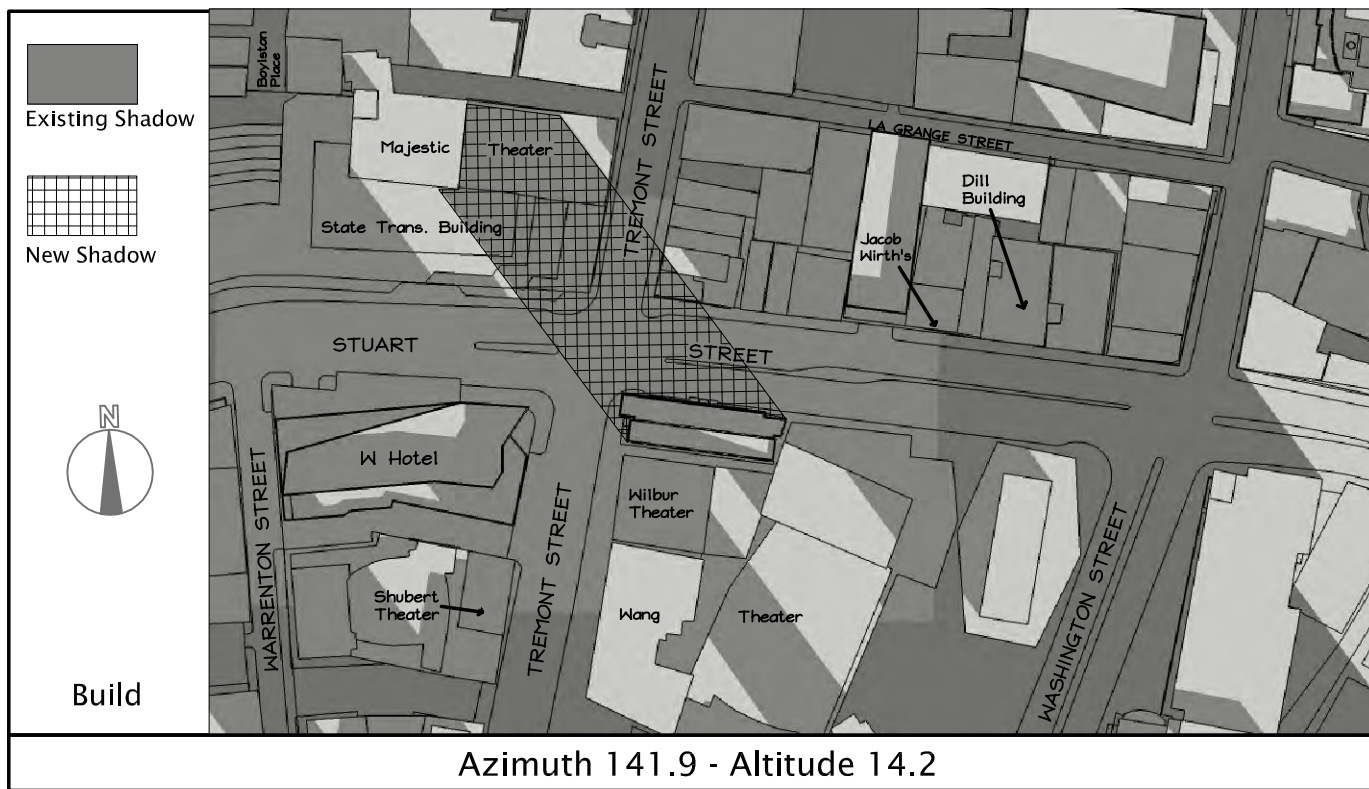 Existing Shadow
New Shadow
N
Build
Boylston
Place
Majestic
Theater
State Trans. Building
TREMONT STREET
LA GRANGE STREET
Dill
Building
Jacob
Wirth's
STUART
STREET
W Hotel
WARRENTON STREET
Shubert
Theater
TREMONT STREET
Wilbur
Theater
Wang
Theater
WASHINGTON STREET
Azimuth 141.9 - Altitude 14.2